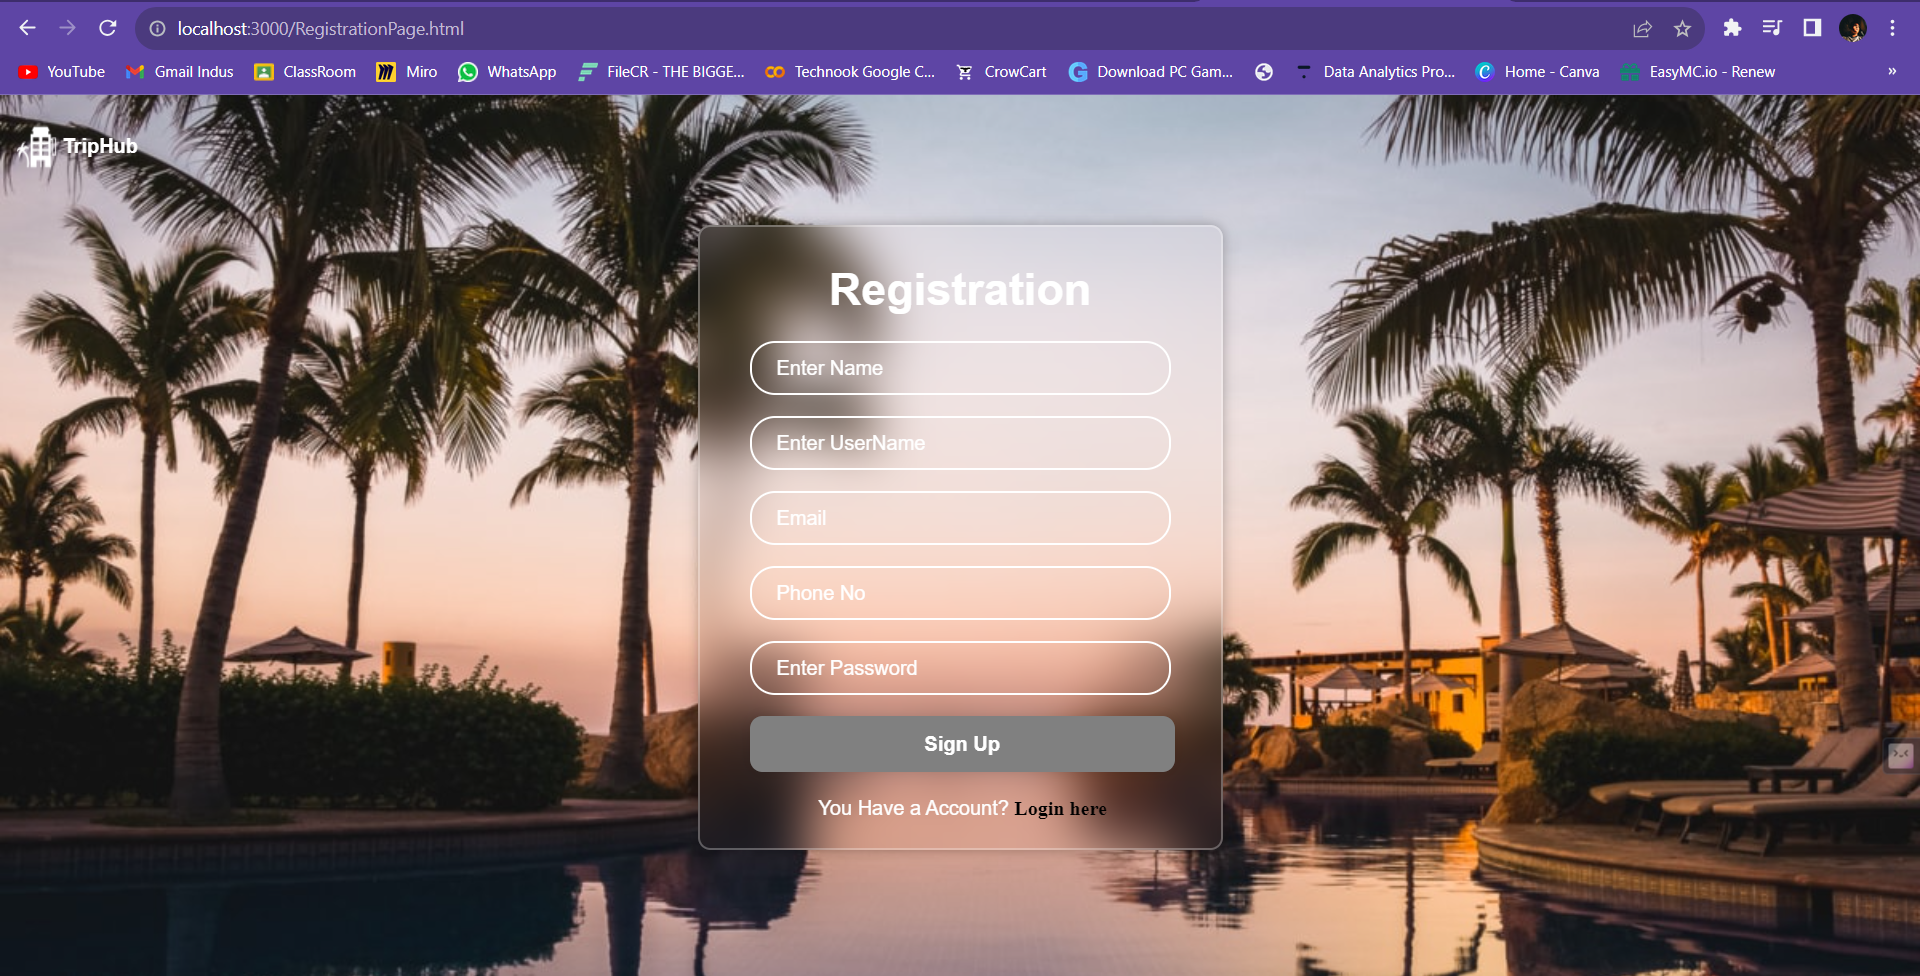 localhost:3000/RegistrationPage.html
YouTube Gmail Indus ClassRoom Miro WhatsApp FileCR - THE BIGGE... Technook Google C... CrowCart Download PC Gam... Data Analytics Pro... Home - Canva EasyMC.io - Renew »
TripHub
Registration
Enter Name
Enter UserName
Email
Phone No
Enter Password
Sign Up
You Have a Account? Login here